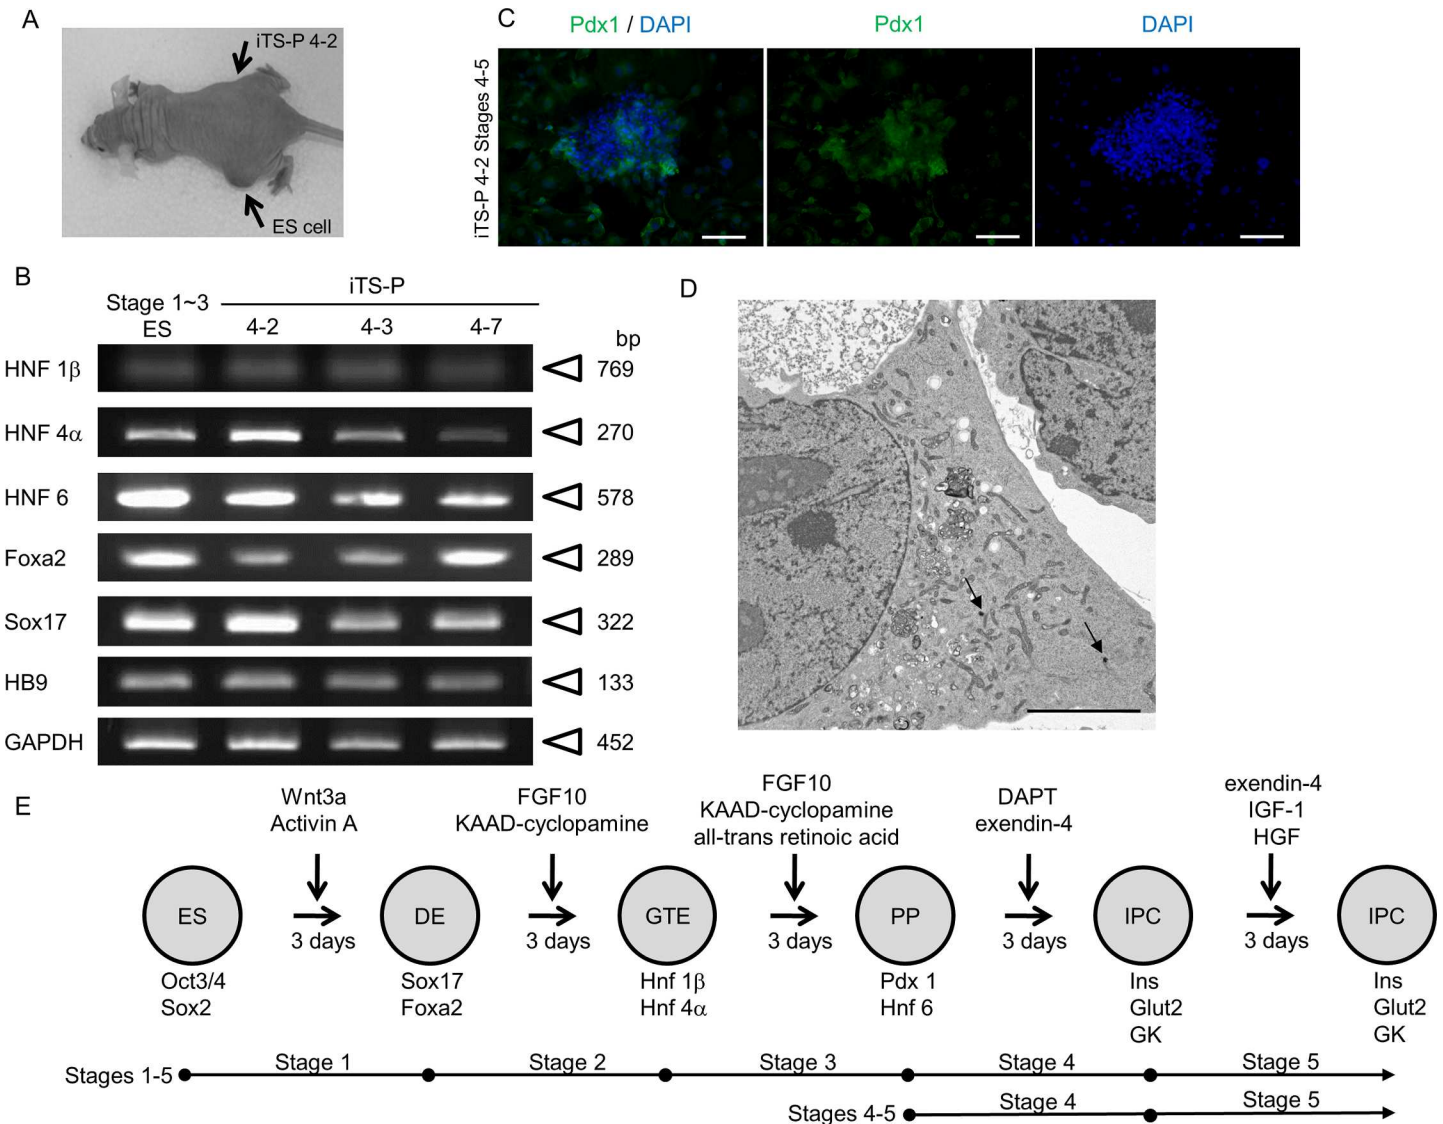 A
iTS-P 4-2
ES cell
B
Stage 1~3
ES
iTS-P
4-2 4-3 4-7
bp
HNF 1β 769
HNF 4α 270
HNF 6 578
Foxa2 289
Sox17 322
HB9 133
GAPDH 452
C
Pdx1 / DAPI
Pdx1
DAPI
iTS-P 4-2 Stages 4-5
D
E
Wnt3a
Activin A
FGF10
KAAD-cyclopamine
FGF10
KAAD-cyclopamine
all-trans retinoic acid
DAPT
exendin-4
exendin-4
IGF-1
HGF
ES
3 days
DE
3 days
GTE
3 days
PP
3 days
IPC
3 days
IPC
Oct3/4
Sox2
Sox17
Foxa2
Hnf 1β
Hnf 4α
Pdx 1
Hnf 6
Ins
Glut2
GK
Ins
Glut2
GK
Stages 1-5 Stage 1 Stage 2 Stage 3 Stage 4 Stage 5
Stages 4-5 Stage 4 Stage 5